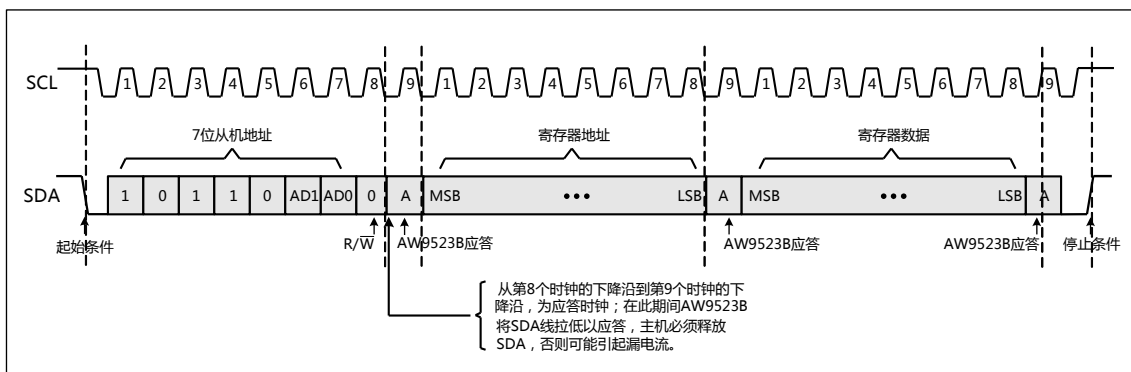 SCL 1 2 3 4 5 6 7 8 9 1 2 3 4 5 6 7 8 9 1 2 3 4 5 6 7 8 9
7位从机地址 寄存器地址 寄存器数据
SDA 1 0 1 1 0 AD1 AD0 0 A MSB ••• LSB A MSB ••• LSB A
起始条件 R/W̅ AW9523B应答 AW9523B应答 AW9523B应答 停止条件
从第8个时钟的下降沿到第9个时钟的下
降沿，为应答时钟；在此期间AW9523B
将SDA线拉低以应答，主机必须释放
SDA，否则可能引起漏电流。